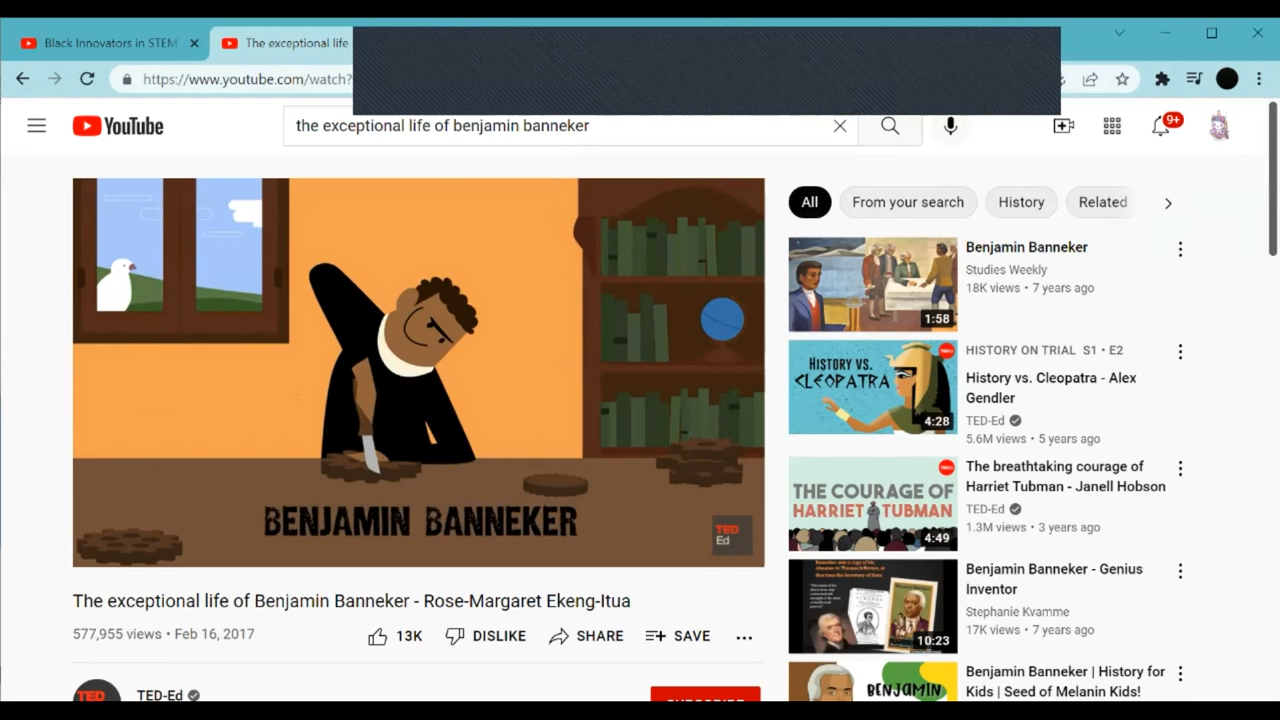 Black Innovators in STEM
The exceptional life
https://www.youtube.com/watch?
YouTube
the exceptional life of benjamin banneker
9+
All
From your search
History
Related
BENJAMIN BANNEKER
TED
Ed
The exceptional life of Benjamin Banneker - Rose-Margaret Ekeng-Itua
577,955 views • Feb 16, 2017
13K
DISLIKE
SHARE
SAVE
TED
TED-Ed
1:58
Benjamin Banneker
Studies Weekly
18K views • 7 years ago
HISTORY VS.
CLEOPATRA
4:28
HISTORY ON TRIAL S1 • E2
History vs. Cleopatra - Alex
Gendler
TED-Ed
5.6M views • 5 years ago
THE COURAGE OF
HARRIET TUBMAN
4:49
The breathtaking courage of
Harriet Tubman - Janell Hobson
TED-Ed
1.3M views • 3 years ago
10:23
Benjamin Banneker - Genius
Inventor
Stephanie Kvamme
17K views • 7 years ago
BENJAMIN
Benjamin Banneker | History for
Kids | Seed of Melanin Kids!